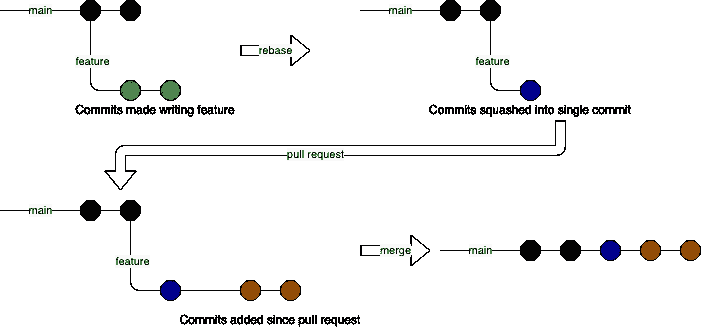 main
main
rebase
feature
feature
Commits made writing feature
Commits squashed into single commit
pull request
main
merge
main
feature
Commits added since pull request